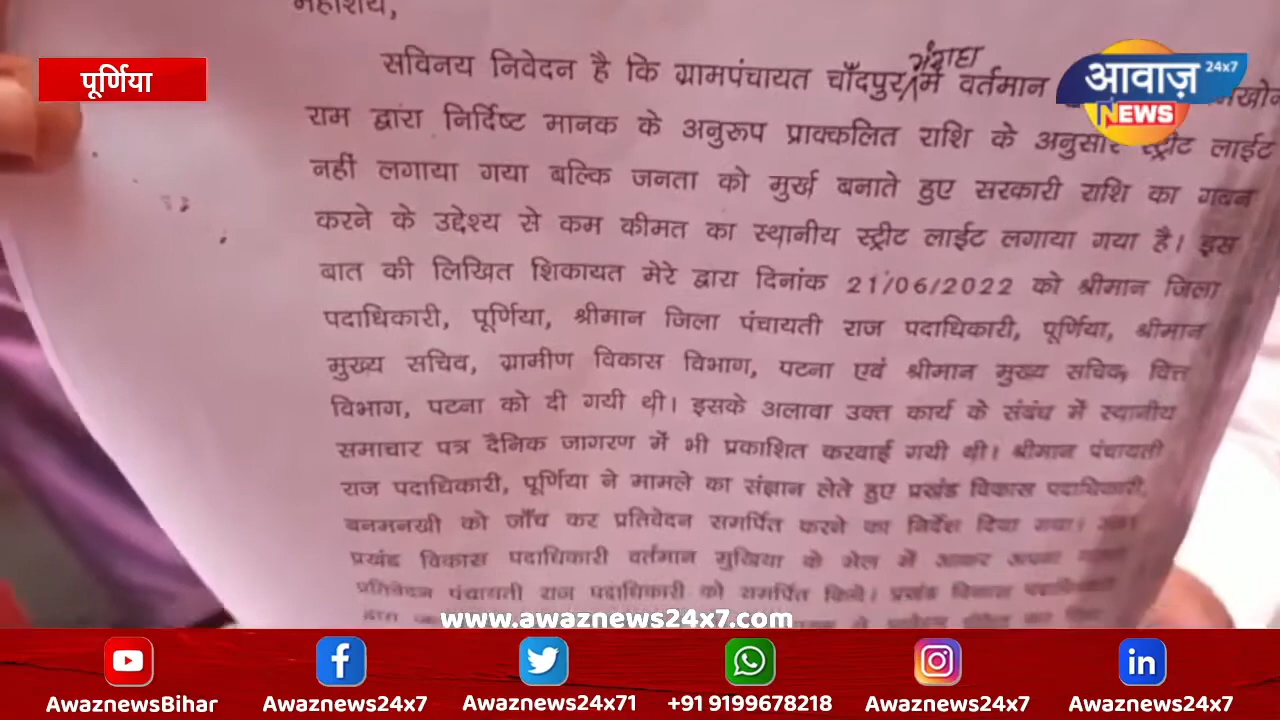 महाशय,
पूर्णिया
आवाज़ 24x7
NEWS
सविनय निवेदन है कि ग्रामपंचायत चाँदपुर में वर्तमान
राम द्वारा निर्दिष्ट मानक के अनुरूप प्राक्कलित राशि के अनुसार स्ट्रीट लाईट
नहीं लगाया गया बल्कि जनता को मुर्ख बनाते हुए सरकारी राशि का गबन
करने के उद्देश्य से कम कीमत का स्थानीय स्ट्रीट लाईट लगाया गया है। इस
बात की लिखित शिकायत मेरे द्वारा दिनांक 21/06/2022 को श्रीमान जिला
पदाधिकारी, पूर्णिया, श्रीमान जिला पंचायती राज पदाधिकारी, पूर्णिया, श्रीमान
मुख्य सचिव, ग्रामीण विकास विभाग, पटना एवं श्रीमान मुख्य सचिव, वित्त
विभाग, पटना को दी गयी थी। इसके अलावा उक्त कार्य के संबंध में स्थानीय
समाचार पत्र दैनिक जागरण में भी प्रकाशित करवाई गयी थी। श्रीमान पंचायती
राज पदाधिकारी, पूर्णिया ने मामले का संज्ञान लेते हुए प्रखंड विकास पदाधिकारी,
बनमनखी को जाँच कर प्रतिवेदन समर्पित करने का निर्देश दिया गया।
प्रखंड विकास पदाधिकारी वर्तमान मुखिया के मेल में आकर अपना
प्रतिवेदन पंचायती राज पदाधिकारी को समर्पित किये। प्रखंड विकास
www.awaznews24x7.com
AwaznewsBihar
Awaznews24x7
Awaznews24x71
+91 9199678218
Awaznews24x7
Awaznews24x7